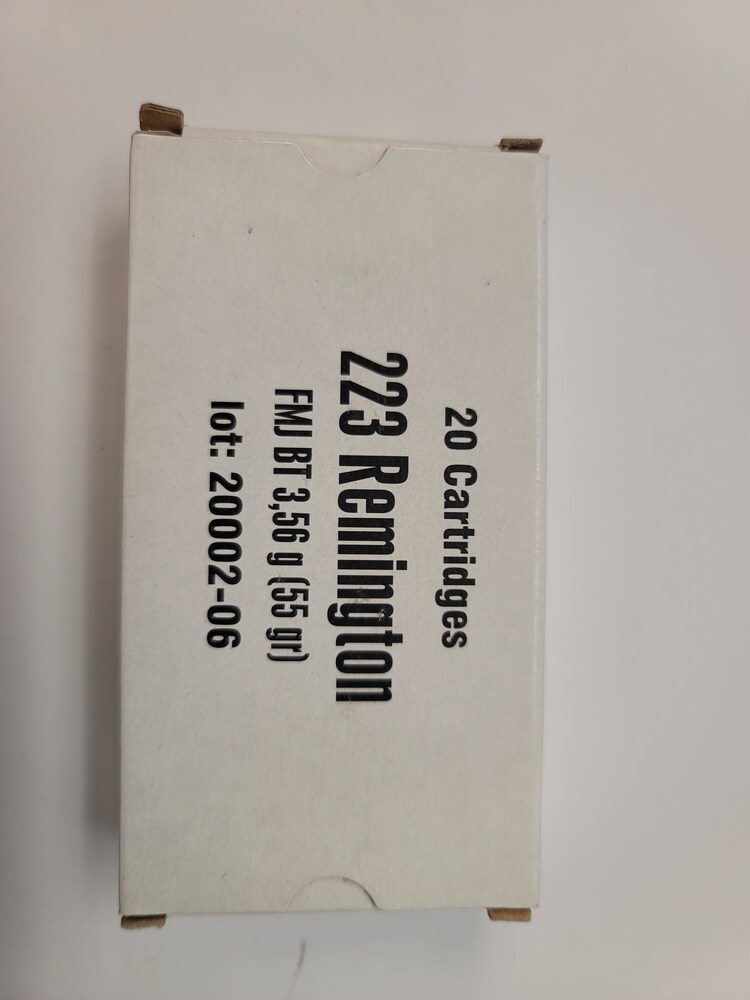 20 Cartridges
223 Remington
FMJ BT 3,56 g (55 gr)
lot: 20002-06